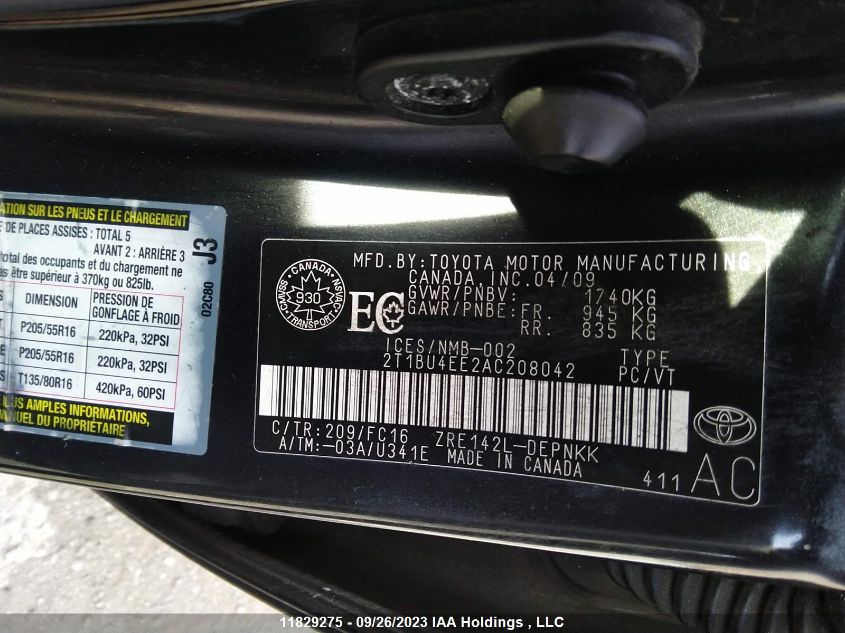 ATION SUR LES PNEUS ET LE CHARGEMENT
DE PLACES ASSISES : TOTAL 5
AVANT 2 : ARRIÈRE 3
total des occupants et du chargement ne
être supérieur à 370kg ou 825lb.
DIMENSION PRESSION DE GONFLAGE À FROID
P205/55R16 220kPa, 32PSI
P205/55R16 220kPa, 32PSI
T135/80R16 420kPa, 60PSI
US AMPLES INFORMATIONS,
DU PROPRIÉTAIRE
J3
02C80
CANADA
930
TRANSPORT
EC
MFD.BY:TOYOTA MOTOR MANUFACTURING
CANADA,INC.04/09
GVWR/PNBV: 1740KG
GAWR/PNBE:FR. 945 KG
RR. 835 KG
ICES/NMB-002
2T1BU4EE2AC208042
TYPE
PC/VT
C/TR:209/FC16 ZRE142L-DEPNKK
A/TM:-03A/U341E MADE IN CANADA
411 AC
11829275 - 09/26/2023 IAA Holdings , LLC